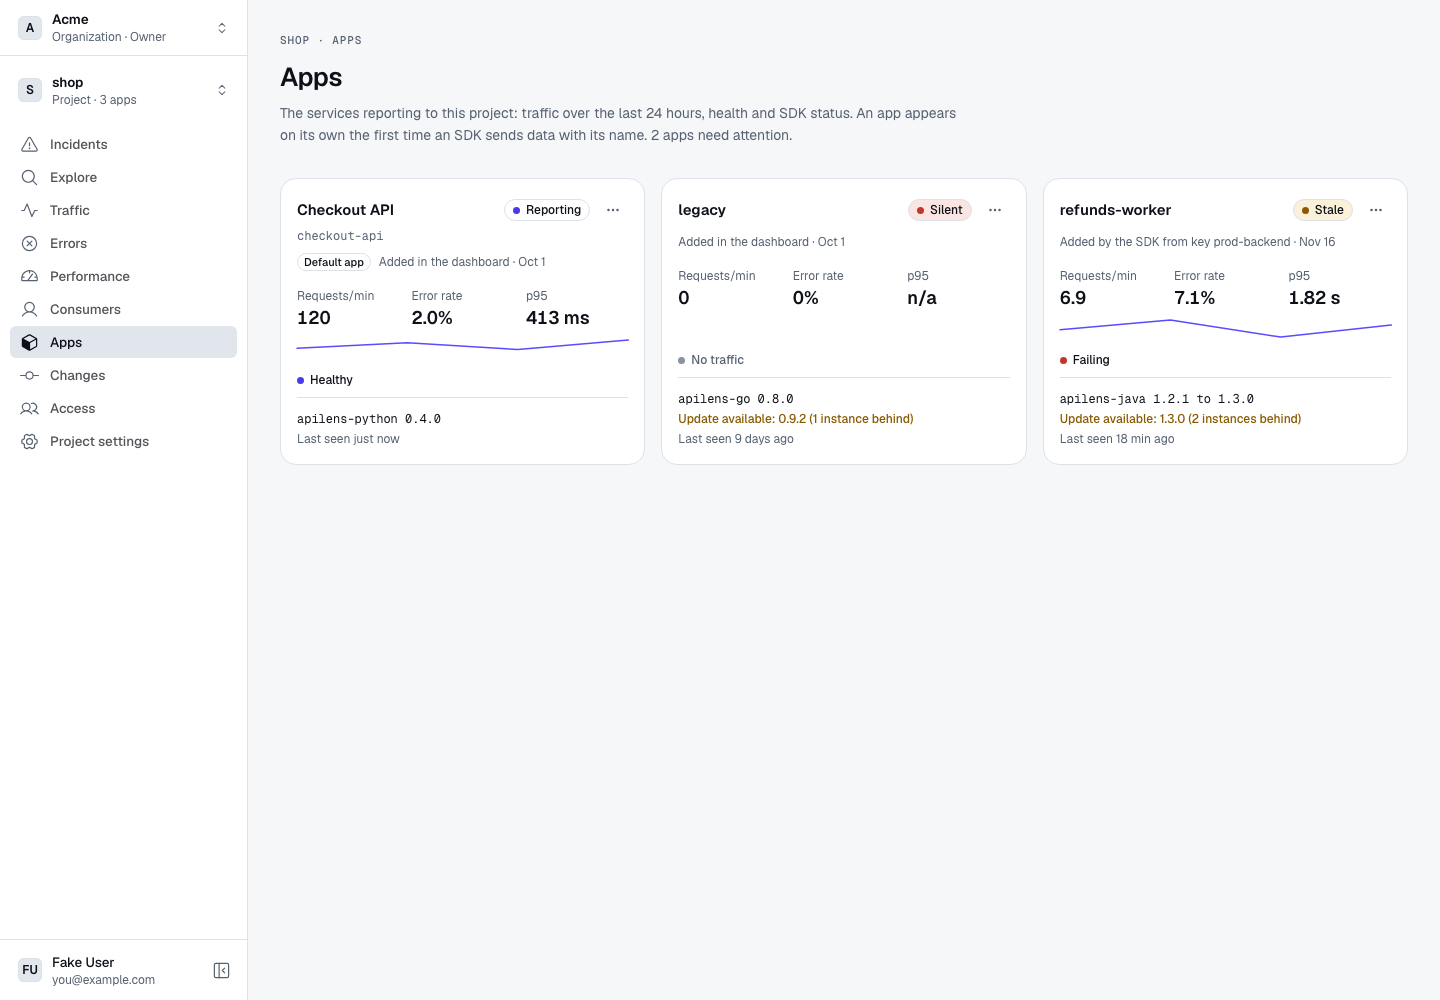 A
Acme
Organization · Owner
S
shop
Project · 3 apps
Incidents
Explore
Traffic
Errors
Performance
Consumers
Apps
Changes
Access
Project settings
FU
Fake User
you@example.com
SHOP · APPS
Apps
The services reporting to this project: traffic over the last 24 hours, health and SDK status. An app appears
on its own the first time an SDK sends data with its name. 2 apps need attention.
Checkout API
Reporting
checkout-api
Default app Added in the dashboard · Oct 1
Requests/min Error rate p95
120 2.0% 413 ms
Healthy
apilens-python 0.4.0
Last seen just now
legacy
Silent
Added in the dashboard · Oct 1
Requests/min Error rate p95
0 0% n/a
No traffic
apilens-go 0.8.0
Update available: 0.9.2 (1 instance behind)
Last seen 9 days ago
refunds-worker
Stale
Added by the SDK from key prod-backend · Nov 16
Requests/min Error rate p95
6.9 7.1% 1.82 s
Failing
apilens-java 1.2.1 to 1.3.0
Update available: 1.3.0 (2 instances behind)
Last seen 18 min ago